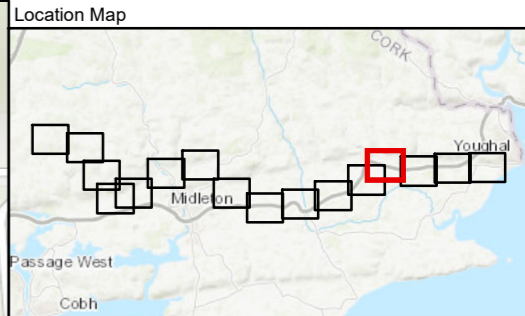 Location Map
CORK
Youghal
Midleton
Passage West
Cobh